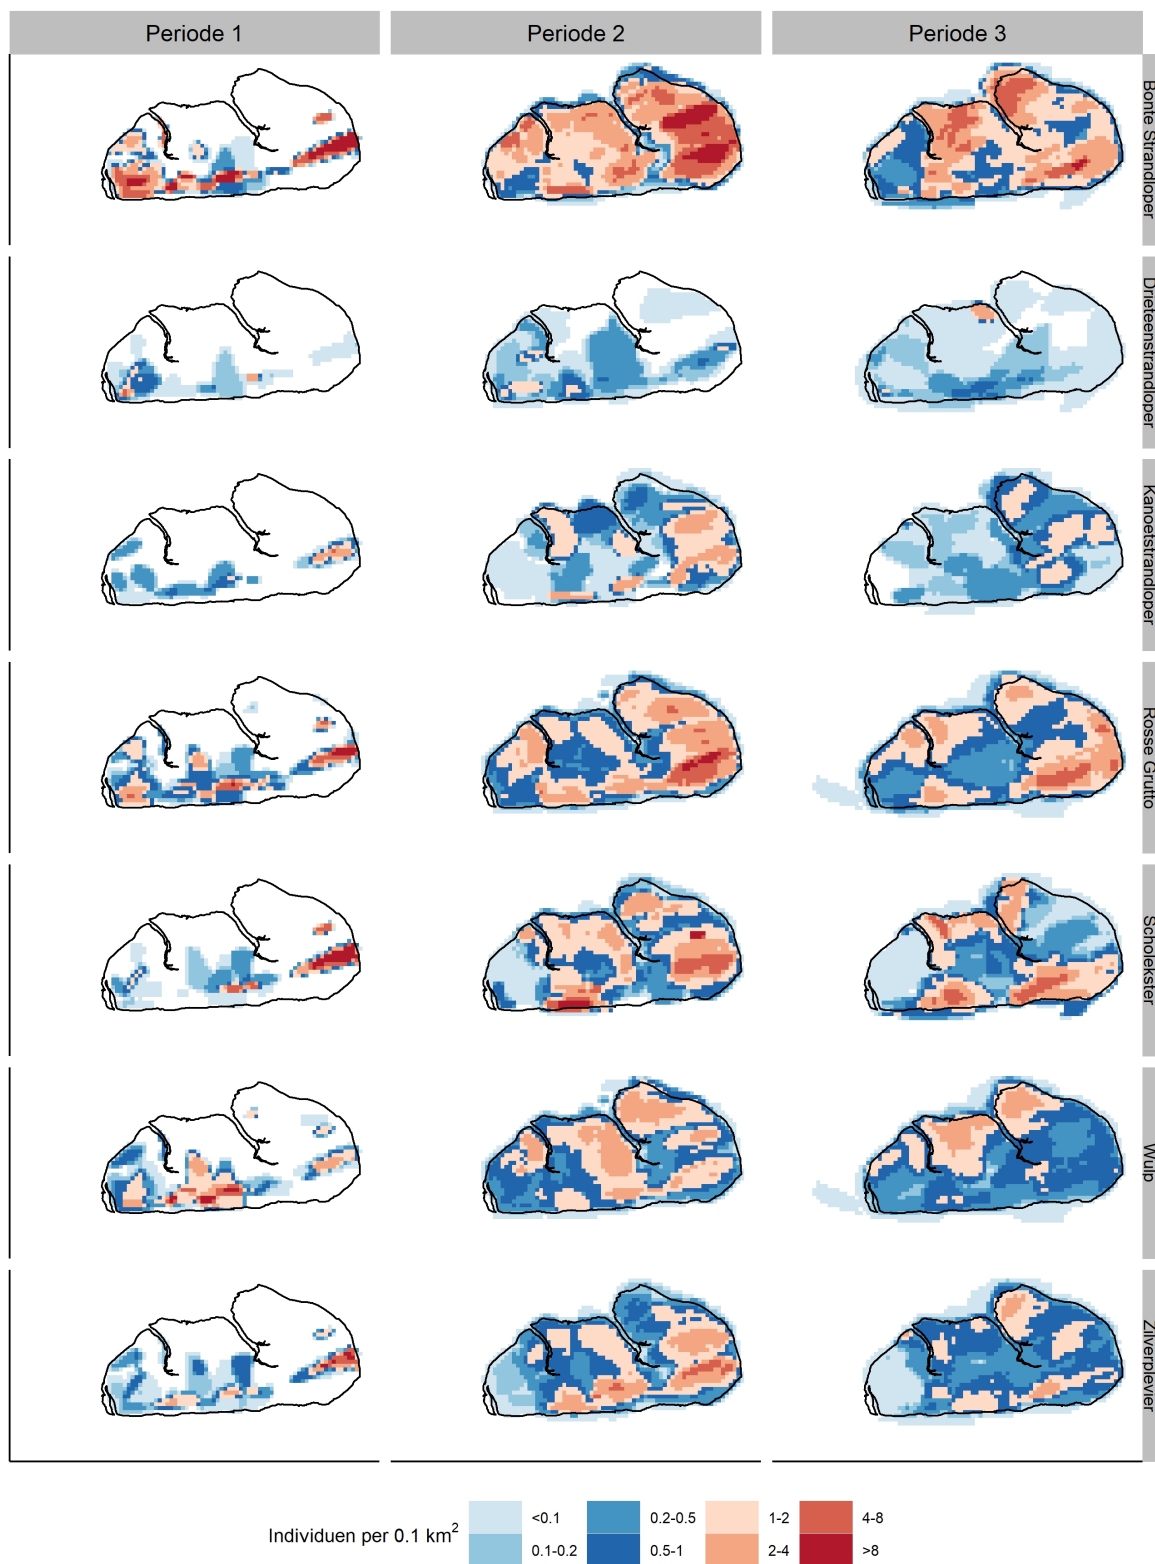 Periode 1
Periode 2
Periode 3
Bonte Strandloper
Drieteenstrandloper
Kanoetstrandloper
Rosse Grutto
Scholekster
Wulp
Zilverplevier
Individuen per 0.1 km²
<0.1
0.2-0.5
1-2
4-8
0.1-0.2
0.5-1
2-4
>8